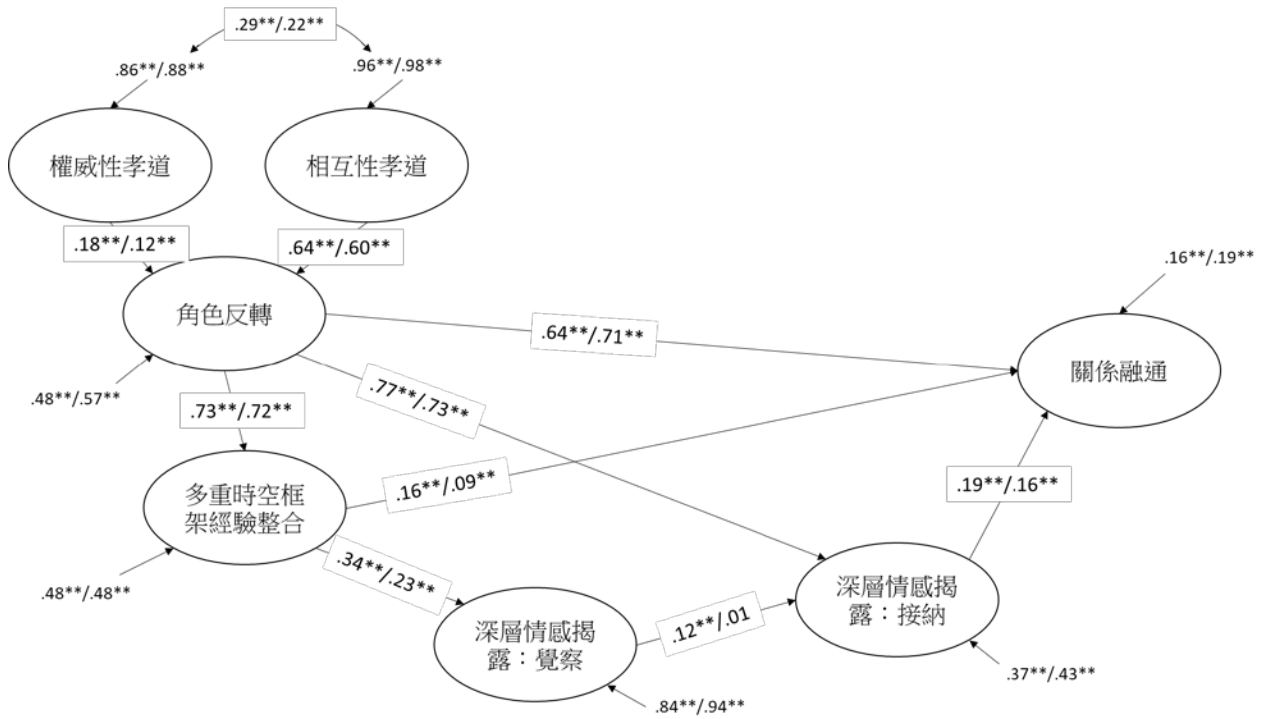 .29**/.22**
.86**/.88**
.96**/.98**
權威性孝道
相互性孝道
.18**/.12**
.64**/.60**
.16**/.19**
角色反轉
.64**/.71**
關係融通
.48**/.57**
.77**/.73**
.73**/.72**
多重時空框
架經驗整合
.16**/.09**
.19**/.16**
.34**/.23**
.48**/.48**
深層情感揭
露：接納
深層情感揭
露：覺察
.12**/.01
.37**/.43**
.84**/.94**